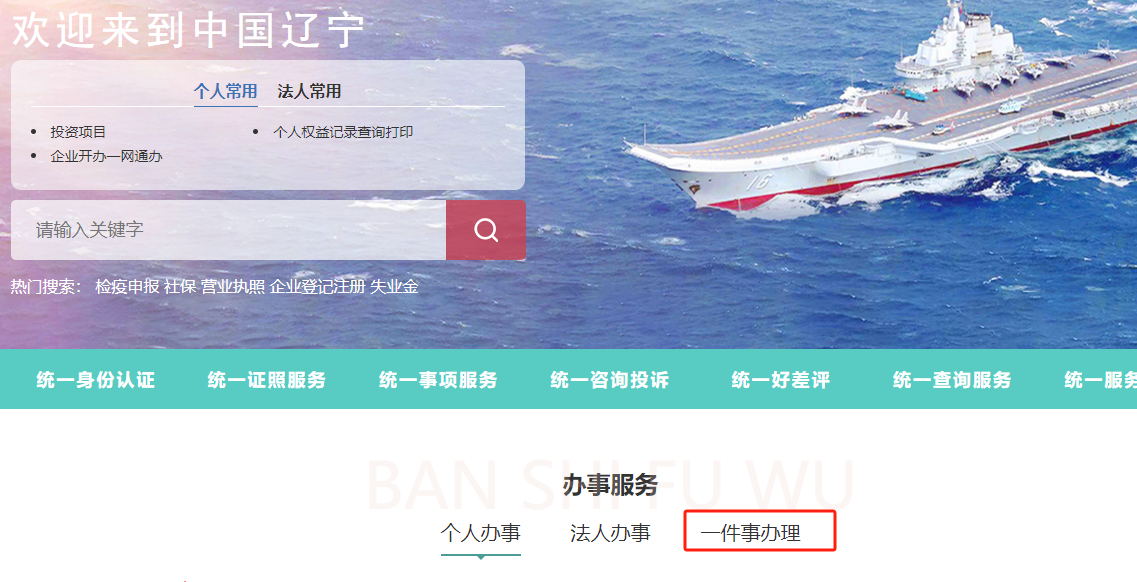 欢迎来到中国辽宁
个人常用 法人常用
投资项目 个人权益记录查询打印
企业开办一网通办
请输入关键字
热门搜索： 检疫申报 社保 营业执照 企业登记注册 失业金
16
统一身份认证 统一证照服务 统一事项服务 统一咨询投诉 统一好差评 统一查询服务 统一服务
BAN SHI FU WU
办事服务
个人办事 法人办事 一件事办理